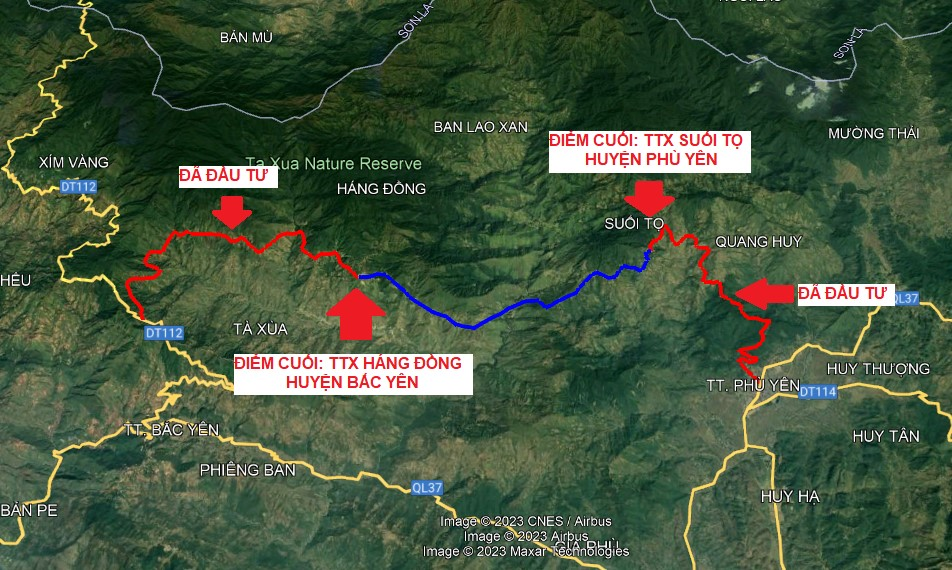 SƠN LA
BẢN MÙ
SƠN LA
BAN LAO XAN
ĐIỂM CUỐI: TTX SUỐI TỌ
HUYỆN PHÙ YÊN
MƯỜNG THẢI
XÍM VÀNG
Ta Xua Nature Reserve
DT112
ĐÃ ĐẦU TƯ
HÁNG ĐỒNG
SUỐI TỌ
QUANG HUY
HẾU
ĐÃ ĐẦU TƯ
QL37
DT112
TÀ XÙA
ĐIỂM CUỐI: TTX HÁNG ĐỒNG
HUYỆN BẮC YÊN
HUY THƯỢNG
TT. PHÙ YÊN
DT114
TT. BẮC YÊN
HUY TÂN
PHIÊNG BAN
QL37
HUY HẠ
BẢN PE
Image © 2023 CNES / Airbus
Image © 2023 Airbus
GIA PHÙ
Image © 2023 Maxar Technologies